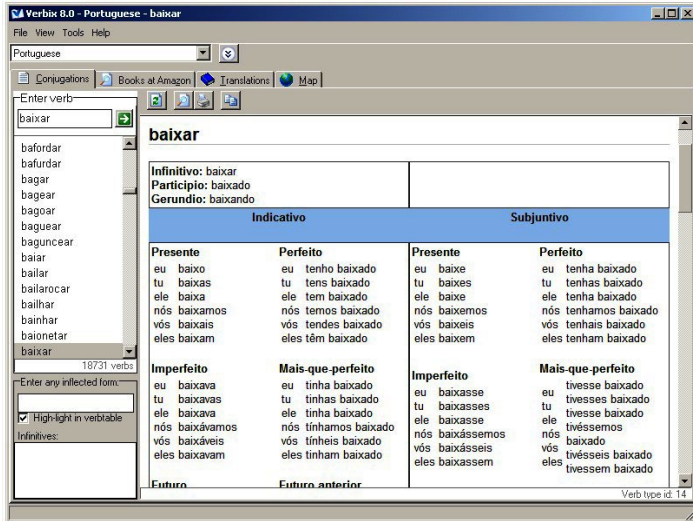 Verbix 8.0 - Portuguese - baixar
File View Tools Help
Portuguese
Conjugations Books at Amazon Translations Map
Enter verb
baixar
bafordar
bafurdar
bagar
bagear
bagoar
baguear
baguncear
baiar
bailar
bailarocar
bailhar
bainhar
baionetar
baixar
18731 verbs
Enter any inflected form:
High-light in verbtable
Infinitives:
baixar
Infinitivo: baixar
Participio: baixado
Gerundio: baixando
Indicativo Subjuntivo
Presente
eu baixo
tu baixas
ele baixa
nós baixamos
vós baixais
eles baixam
Perfeito
eu tenho baixado
tu tens baixado
ele tem baixado
nós temos baixado
vós tendes baixado
eles têm baixado
Presente
eu baixe
tu baixes
ele baixe
nós baixemos
vós baixeis
eles baixem
Perfeito
eu tenha baixado
tu tenhas baixado
ele tenha baixado
nós tenhamos baixado
vós tenhais baixado
eles tenham baixado
Imperfeito
eu baixava
tu baixavas
ele baixava
nós baixávamos
vós baixáveis
eles baixavam
Mais-que-perfeito
eu tinha baixado
tu tinhas baixado
ele tinha baixado
nós tínhamos baixado
vós tínheis baixado
eles tinham baixado
Imperfeito
eu baixasse
tu baixasses
ele baixasse
nós baixássemos
vós baixásseis
eles baixassem
Mais-que-perfeito
eu tivesse baixado
tu tivesses baixado
ele tivesse baixado
nós tivéssemos
baixado
vós tivésseis baixado
eles tivessem baixado
Futuro
Futuro anterior
Verb type id: 14